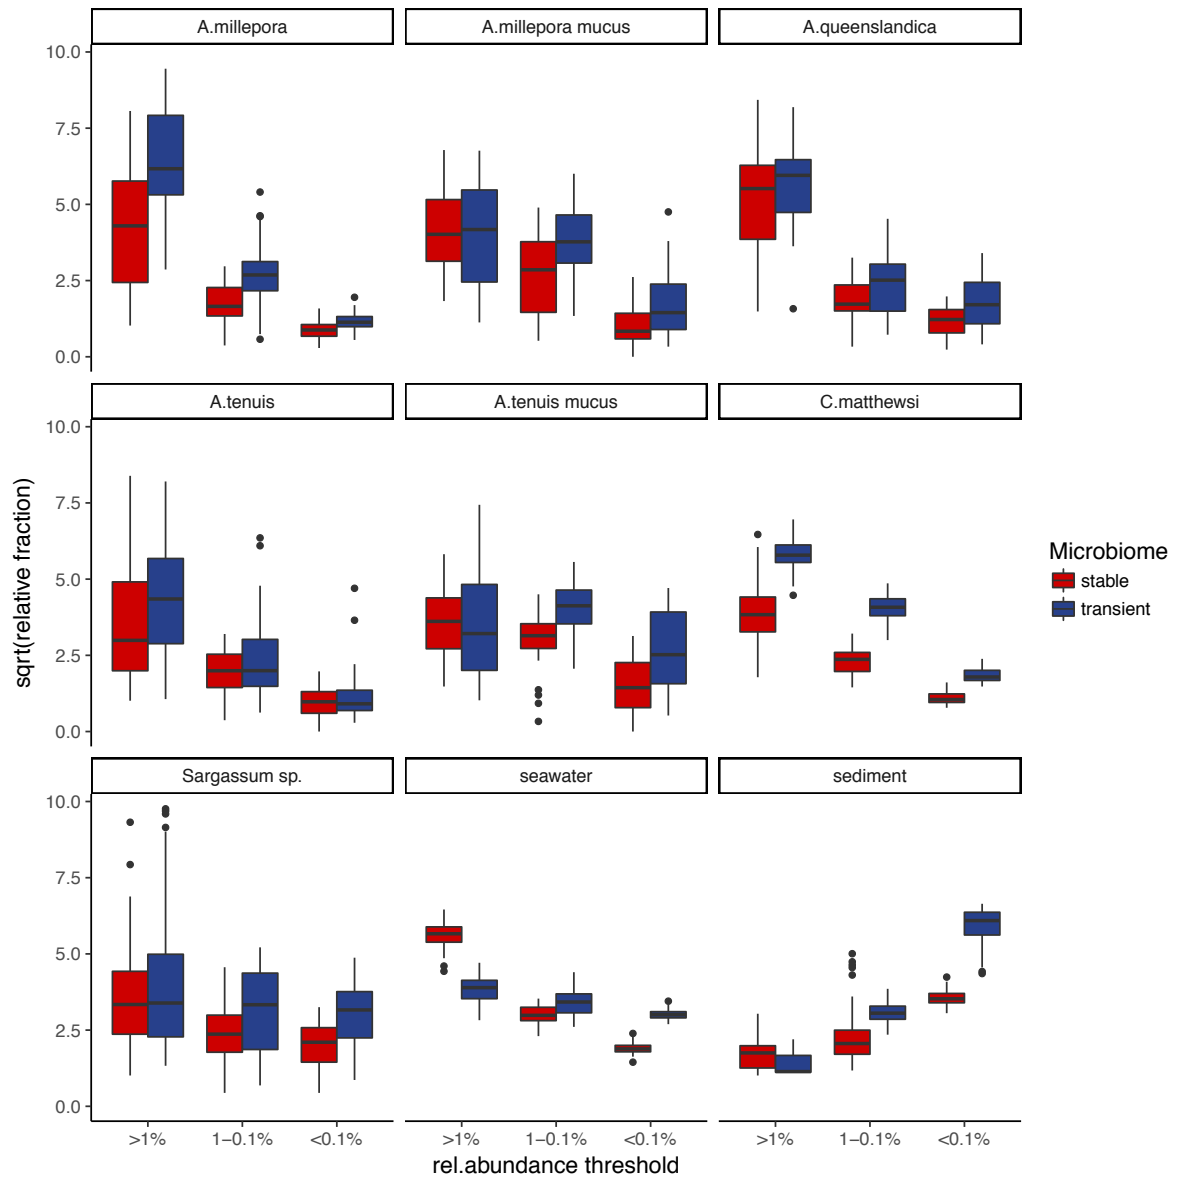 A.millepora
A.millepora mucus
A.queenslandica
10.0
7.5
5.0
2.5
0.0
A.tenuis
A.tenuis mucus
C.matthewsi
10.0
7.5
5.0
2.5
0.0
sqrt(relative fraction)
Microbiome
stable
transient
Sargassum sp.
seawater
sediment
10.0
7.5
5.0
2.5
0.0
>1% 1−0.1% <0.1% >1% 1−0.1% <0.1% >1% 1−0.1% <0.1%
rel.abundance threshold